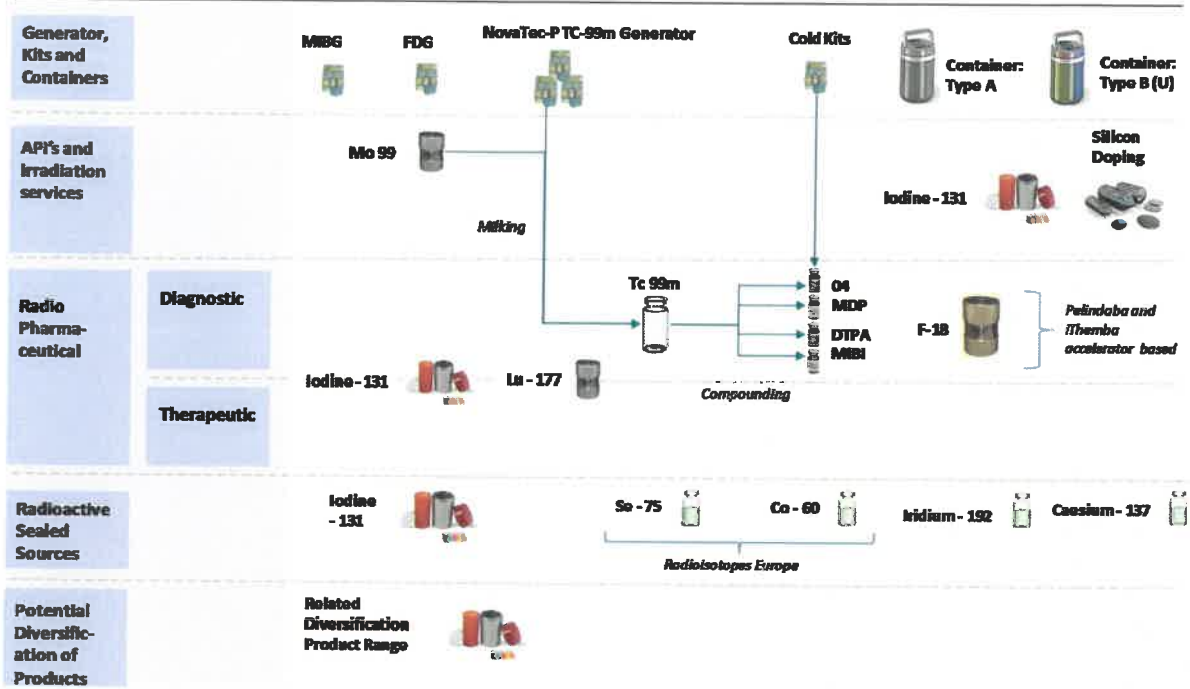 Generator,
Kits and
Containers
MIBG
FDG
NovaTec-P TC-99m Generator
Cold Kits
Container:
Type A
Container:
Type B (U)
API's and
irradiation
services
Mo 99
Milking
Iodine - 131
Silicon
Doping
Radio
Pharma-
ceutical
Diagnostic
Therapeutic
Tc 99m
04
MDP
DTPA
MIBI
F-18
Pelindaba and
iThemba
accelerator based
Iodine - 131
Lu - 177
Compounding
Radioactive
Sealed
Sources
Iodine
- 131
Se - 75
Co - 60
Iridium - 192
Caesium - 137
Radioisotopes Europe
Potential
Diversific-
ation of
Products
Related
Diversification
Product Range